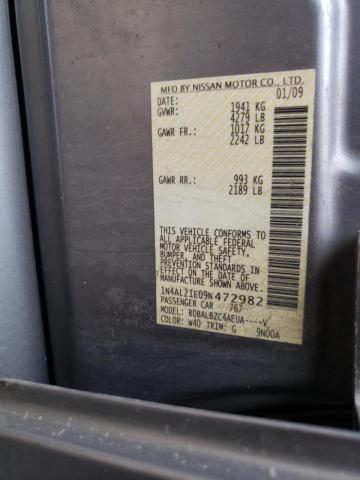 MFD BY NISSAN MOTOR CO., LTD.
01/09
GVWR: 1941 KG
4279 LB
GAWR FR.: 1017 KG
2242 LB
GAWR RR.: 993 KG
2189 LB
THIS VEHICLE CONFORMS TO
ALL APPLICABLE FEDERAL
MOTOR VEHICLE SAFETY,
BUMPER, AND THEFT
PREVENTION STANDARDS IN
EFFECT ON THE DATE OF
MANUFACTURE SHOWN ABOVE.
1N4AL21E09N472982
PASSENGER CAR 767
MODEL: BDBALBZC4AEUA-----V
COLOR: W40 TRIM: G 9N00A